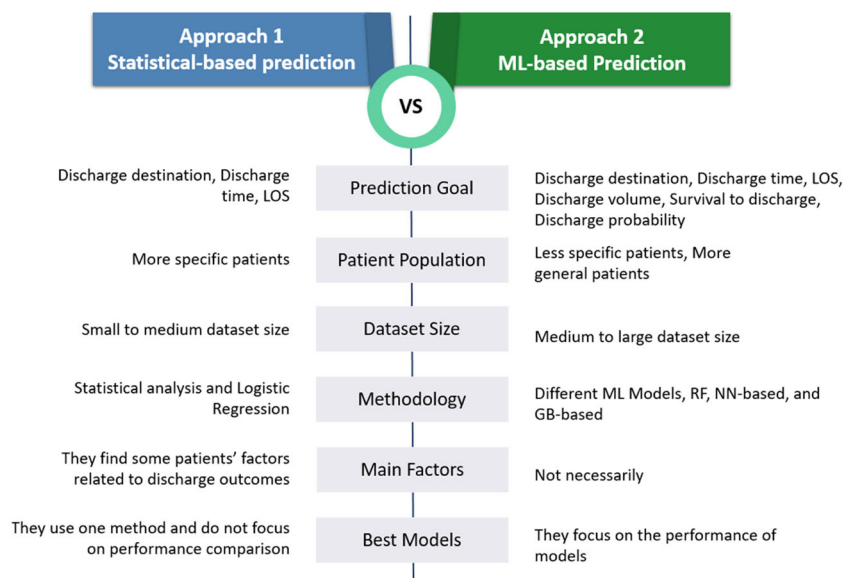 Approach 1
Statistical-based prediction
Approach 2
ML-based Prediction
VS
Discharge destination, Discharge
time, LOS
Prediction Goal
Discharge destination, Discharge time, LOS,
Discharge volume, Survival to discharge,
Discharge probability
More specific patients
Patient Population
Less specific patients, More
general patients
Small to medium dataset size
Dataset Size
Medium to large dataset size
Statistical analysis and Logistic
Regression
Methodology
Different ML Models, RF, NN-based, and
GB-based
They find some patients’ factors
related to discharge outcomes
Main Factors
Not necessarily
They use one method and do not focus
on performance comparison
Best Models
They focus on the performance of
models